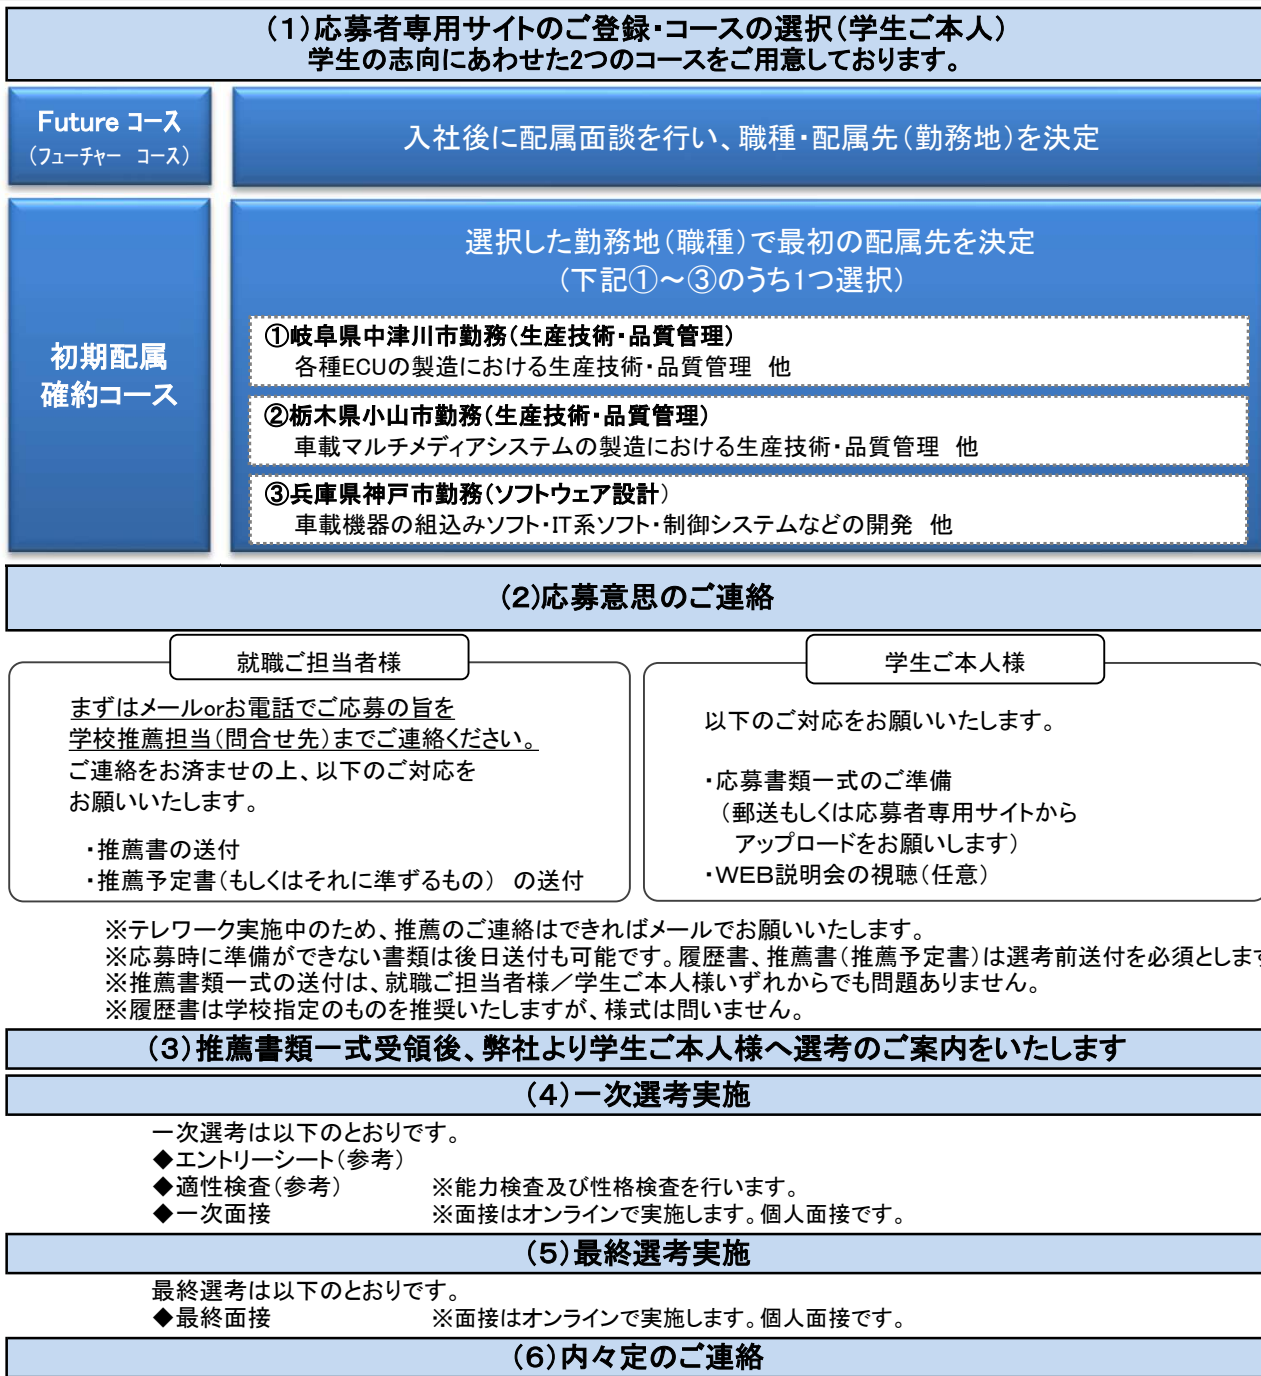 (1)応募者専用サイトのご登録・コースの選択(学生ご本人)
学生の志向にあわせた2つのコースをご用意しております。
Future コース
(フューチャー コース)
入社後に配属面談を行い、職種・配属先(勤務地)を決定
初期配属
確約コース
選択した勤務地(職種)で最初の配属先を決定
(下記①~③のうち1つ選択)
①岐阜県中津川市勤務(生産技術・品質管理)
各種ECUの製造における生産技術・品質管理 他
②栃木県小山市勤務(生産技術・品質管理)
車載マルチメディアシステムの製造における生産技術・品質管理 他
③兵庫県神戸市勤務(ソフトウェア設計)
車載機器の組込みソフト・IT系ソフト・制御システムなどの開発 他
(2)応募意思のご連絡
就職ご担当者様
まずはメールorお電話でご応募の旨を
学校推薦担当(問合せ先)までご連絡ください。
ご連絡をお済ませの上、以下のご対応を
お願いいたします。
・推薦書の送付
・推薦予定書(もしくはそれに準ずるもの) の送付
学生ご本人様
以下のご対応をお願いいたします。
・応募書類一式のご準備
(郵送もしくは応募者専用サイトから
アップロードをお願いします)
・WEB説明会の視聴(任意)
※テレワーク実施中のため、推薦のご連絡はできればメールでお願いいたします。
※応募時に準備ができない書類は後日送付も可能です。履歴書、推薦書(推薦予定書)は選考前送付を必須とします
※推薦書類一式の送付は、就職ご担当者様/学生ご本人様いずれからでも問題ありません。
※履歴書は学校指定のものを推奨いたしますが、様式は問いません。
(3)推薦書類一式受領後、弊社より学生ご本人様へ選考のご案内をいたします
(4)一次選考実施
一次選考は以下のとおりです。
◆エントリーシート(参考)
◆適性検査(参考) ※能力検査及び性格検査を行います。
◆一次面接 ※面接はオンラインで実施します。個人面接です。
(5)最終選考実施
最終選考は以下のとおりです。
◆最終面接 ※面接はオンラインで実施します。個人面接です。
(6)内々定のご連絡